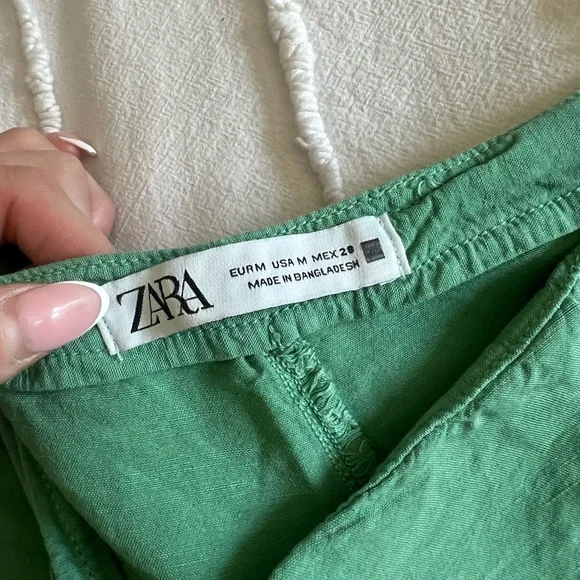 ZARA
EUR M USA M MEX 28
MADE IN BANGLADESH